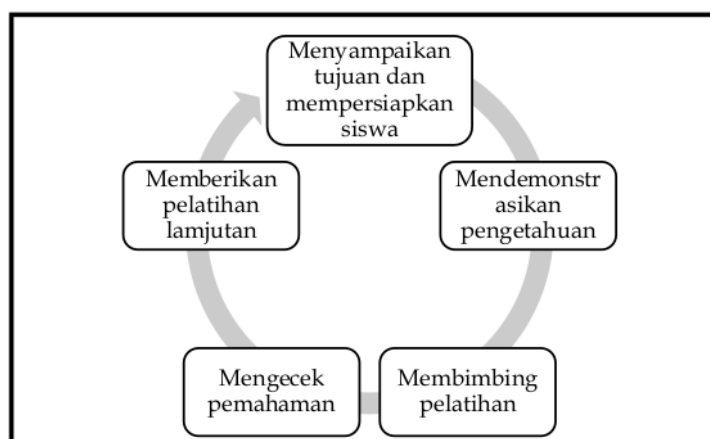 Menyampaikan
tujuan dan
mempersiapkan
siswa
Mendemonstr
asikan
pengetahuan
Membimbing
pelatihan
Mengecek
pemahaman
Memberikan
pelatihan
lamjutan